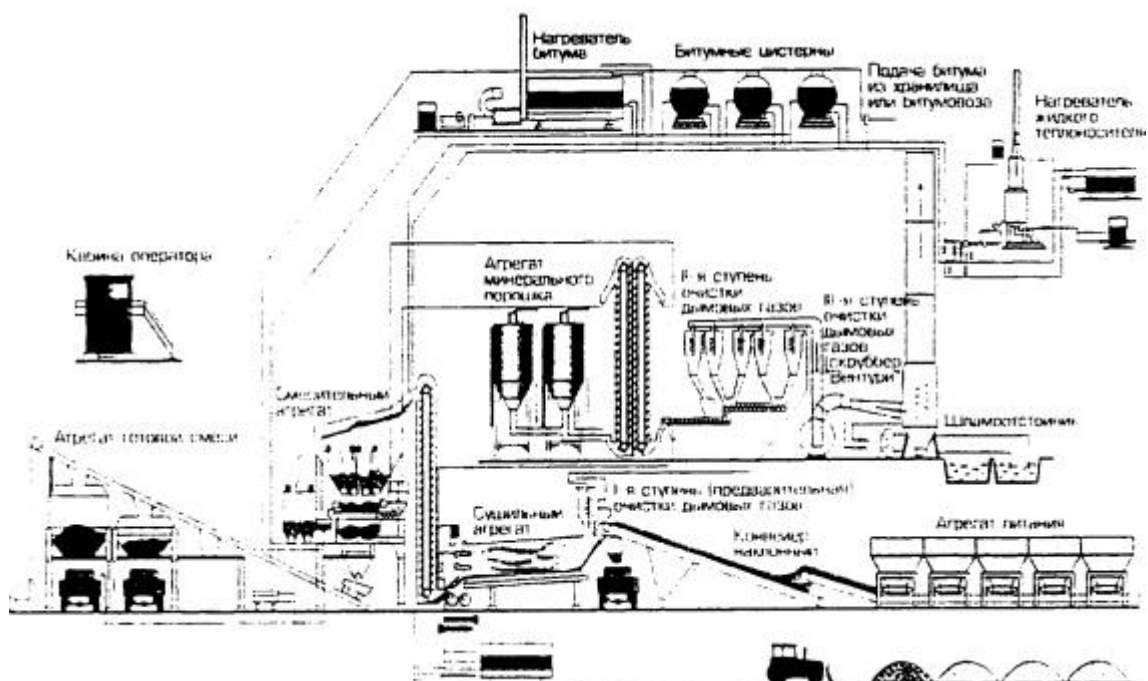 Нагреватель
битума
Битумные цистерны
Подача битума
из хранилища
или битумовоза
Нагреватель
жидкого
теплоносителя
Кабина оператора
Агрегат
минерального
порошка
II-я ступень
очистки
дымовых газов
III-я ступень
очистки
дымовых
газов
(скруббер
"Вентури"
Смесительный
агрегат
Агрегат готовой смеси
Шламоотстойник
Сушильный
агрегат
I-я ступень (предварительная)
очистки дымовых газов
Конвейер
наклонный
Агрегат питания